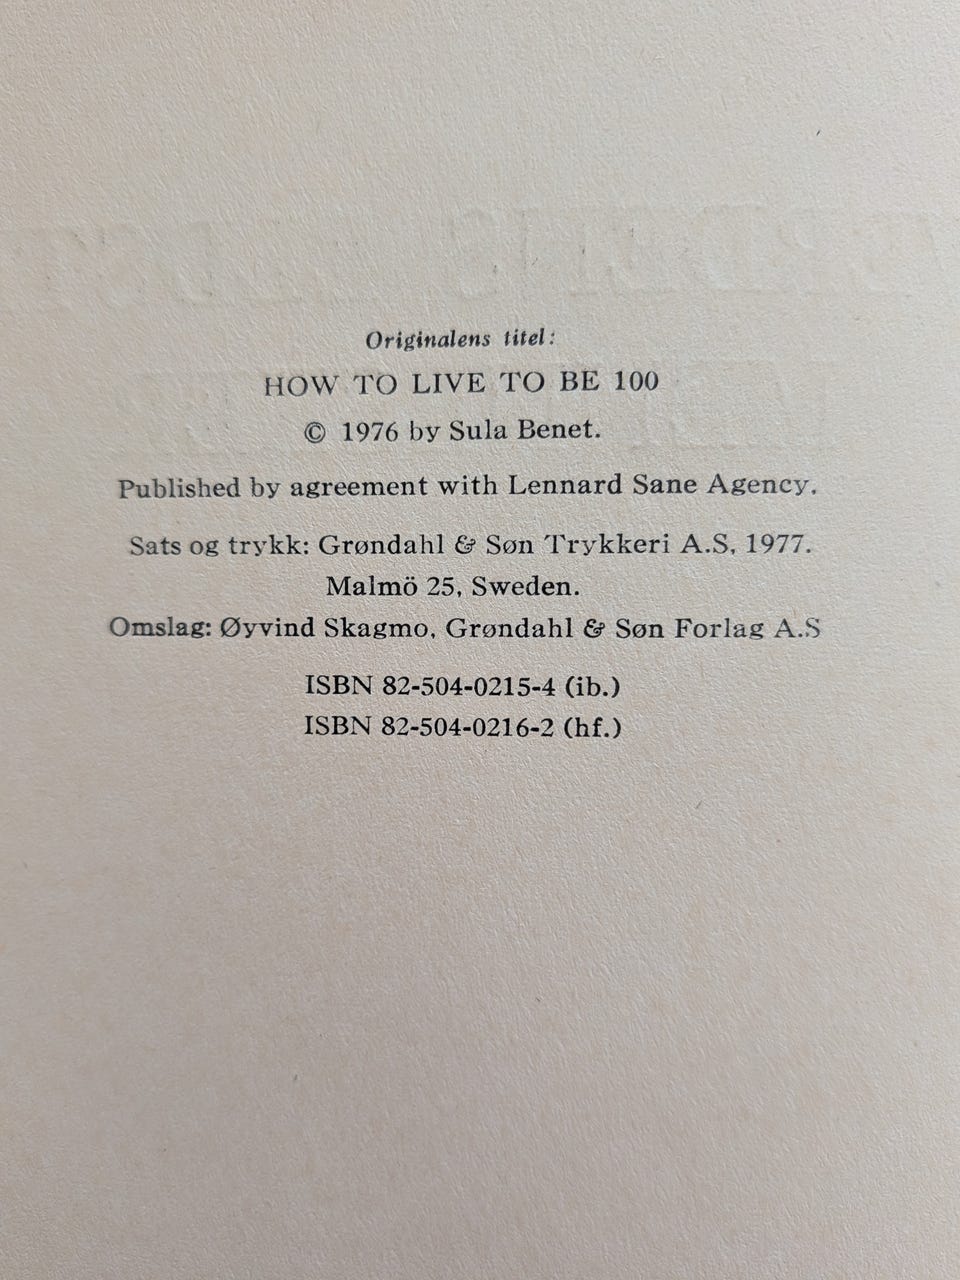 Originalens titel:
HOW TO LIVE TO BE 100
© 1976 by Sula Benet.
Published by agreement with Lennard Sane Agency.
Sats og trykk: Grøndahl & Søn Trykkeri A.S, 1977.
Malmö 25, Sweden.
Omslag: Øyvind Skagmo, Grøndahl & Søn Forlag A.S
ISBN 82-504-0215-4 (ib.)
ISBN 82-504-0216-2 (hf.)